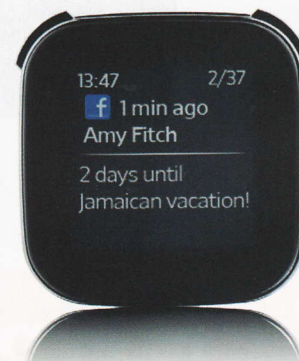 13:47 2/37
f 1 min ago
Amy Fitch
2 days until
Jamaican vacation!